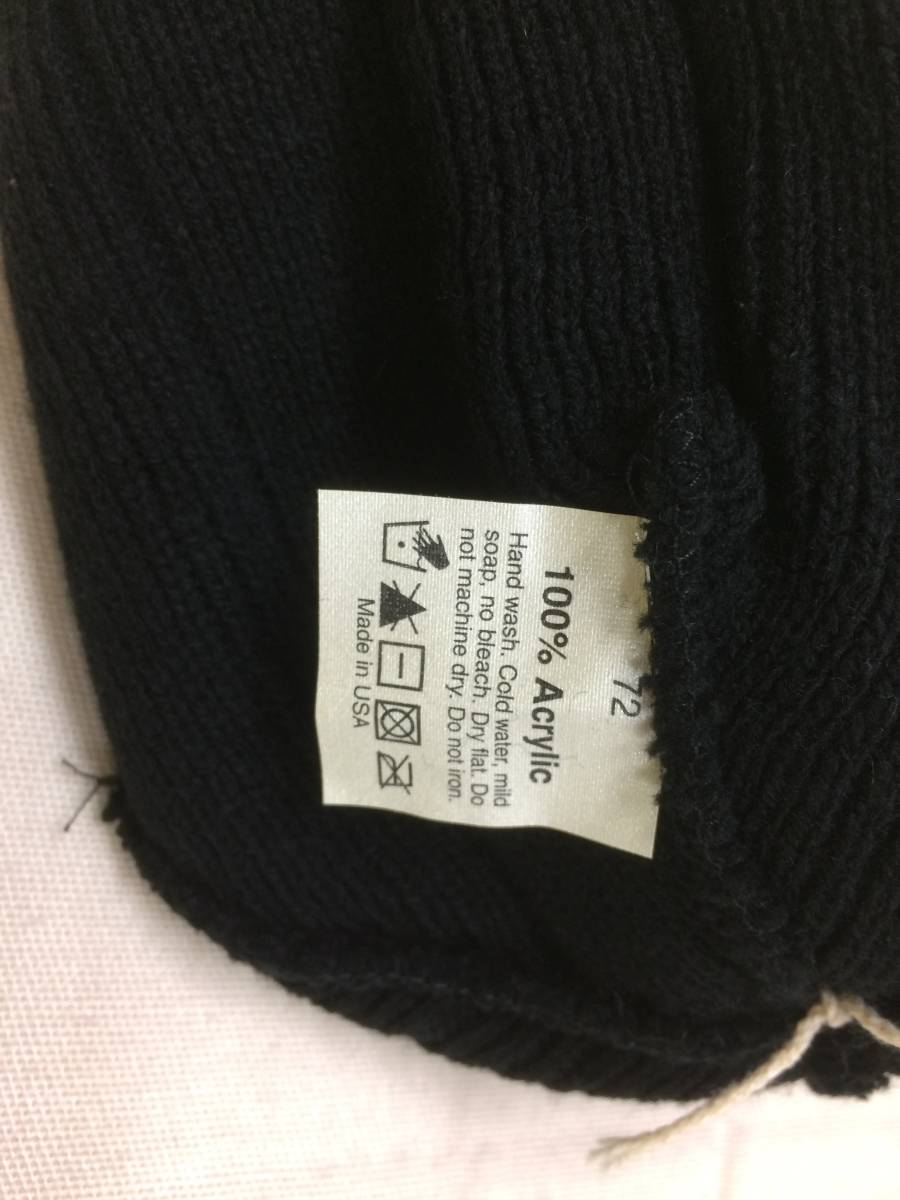 72
100% Acrylic
Hand wash. Cold water, mild
soap, no bleach. Dry flat. Do
not machine dry. Do not iron.
Made in USA